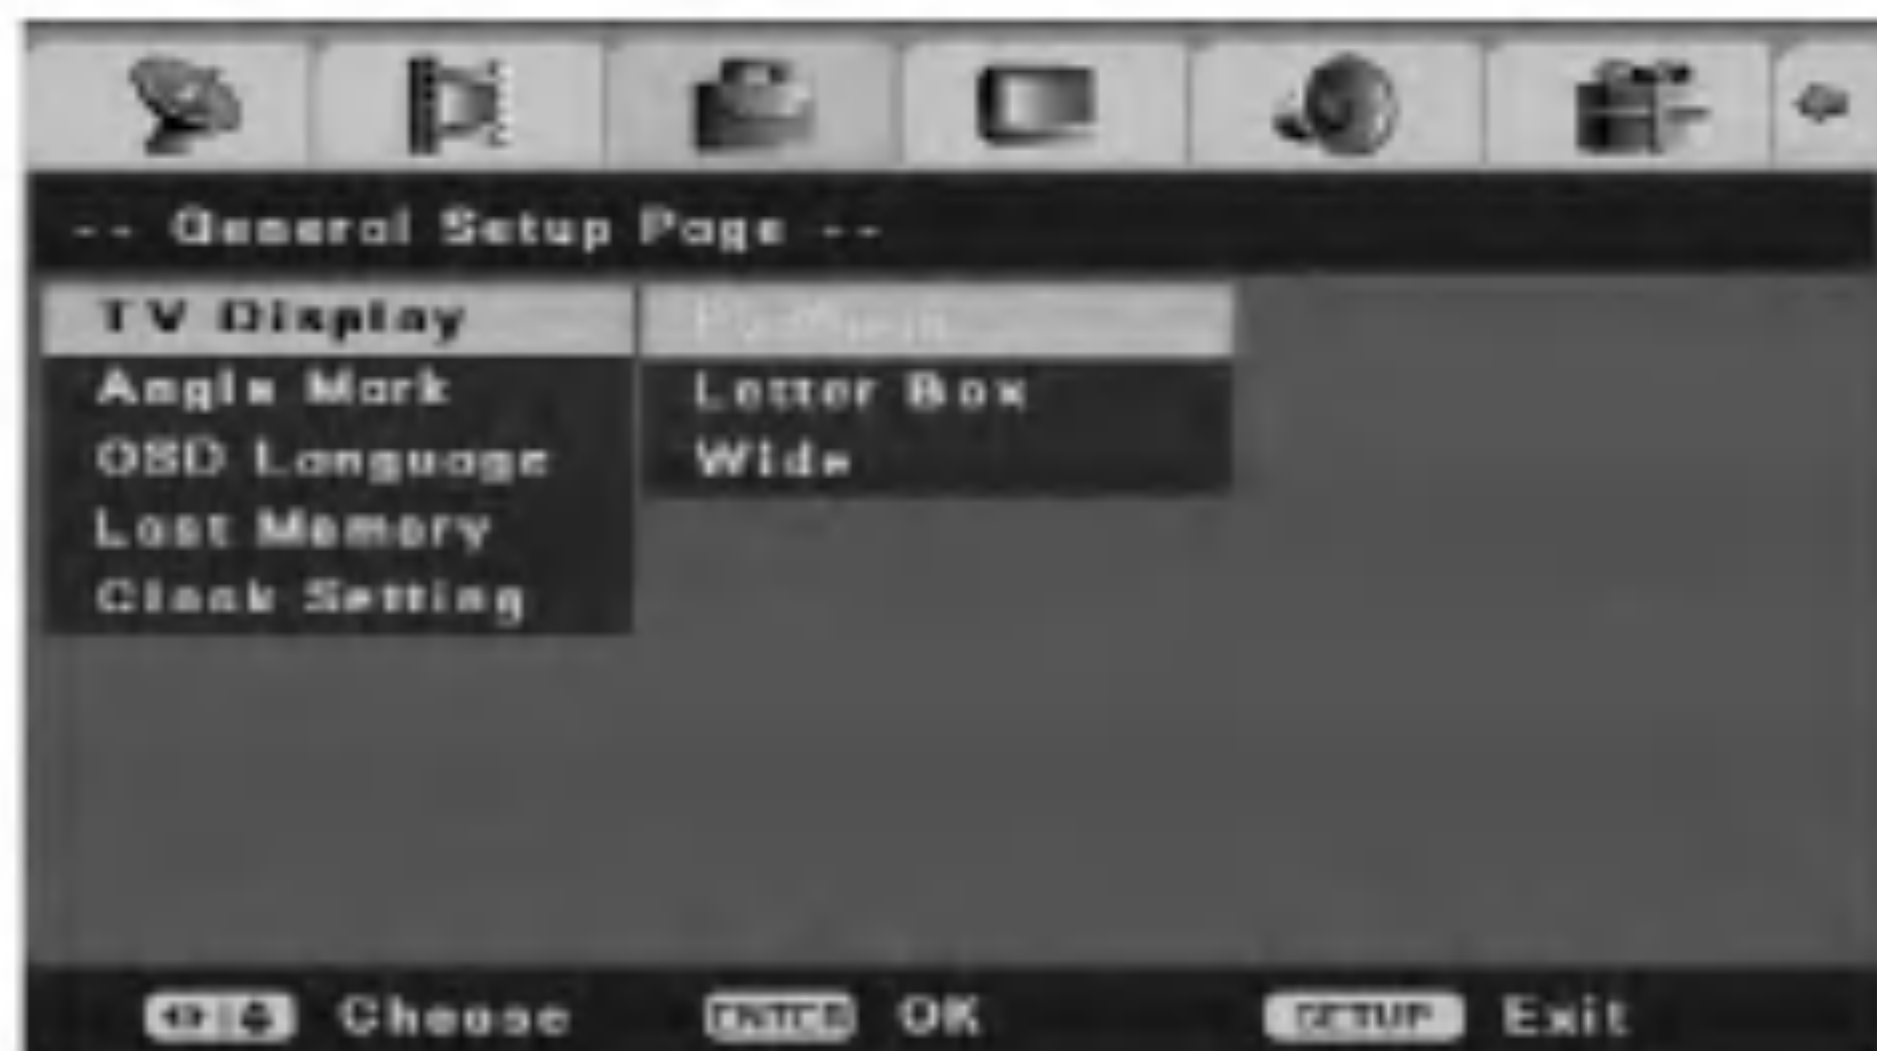 -- General Setup Page --
TV Display
Angle Mark
Letter Box
OSD Language
Wide
Last Memory
Clock Setting
Choose ENTER OK SETUP Exit